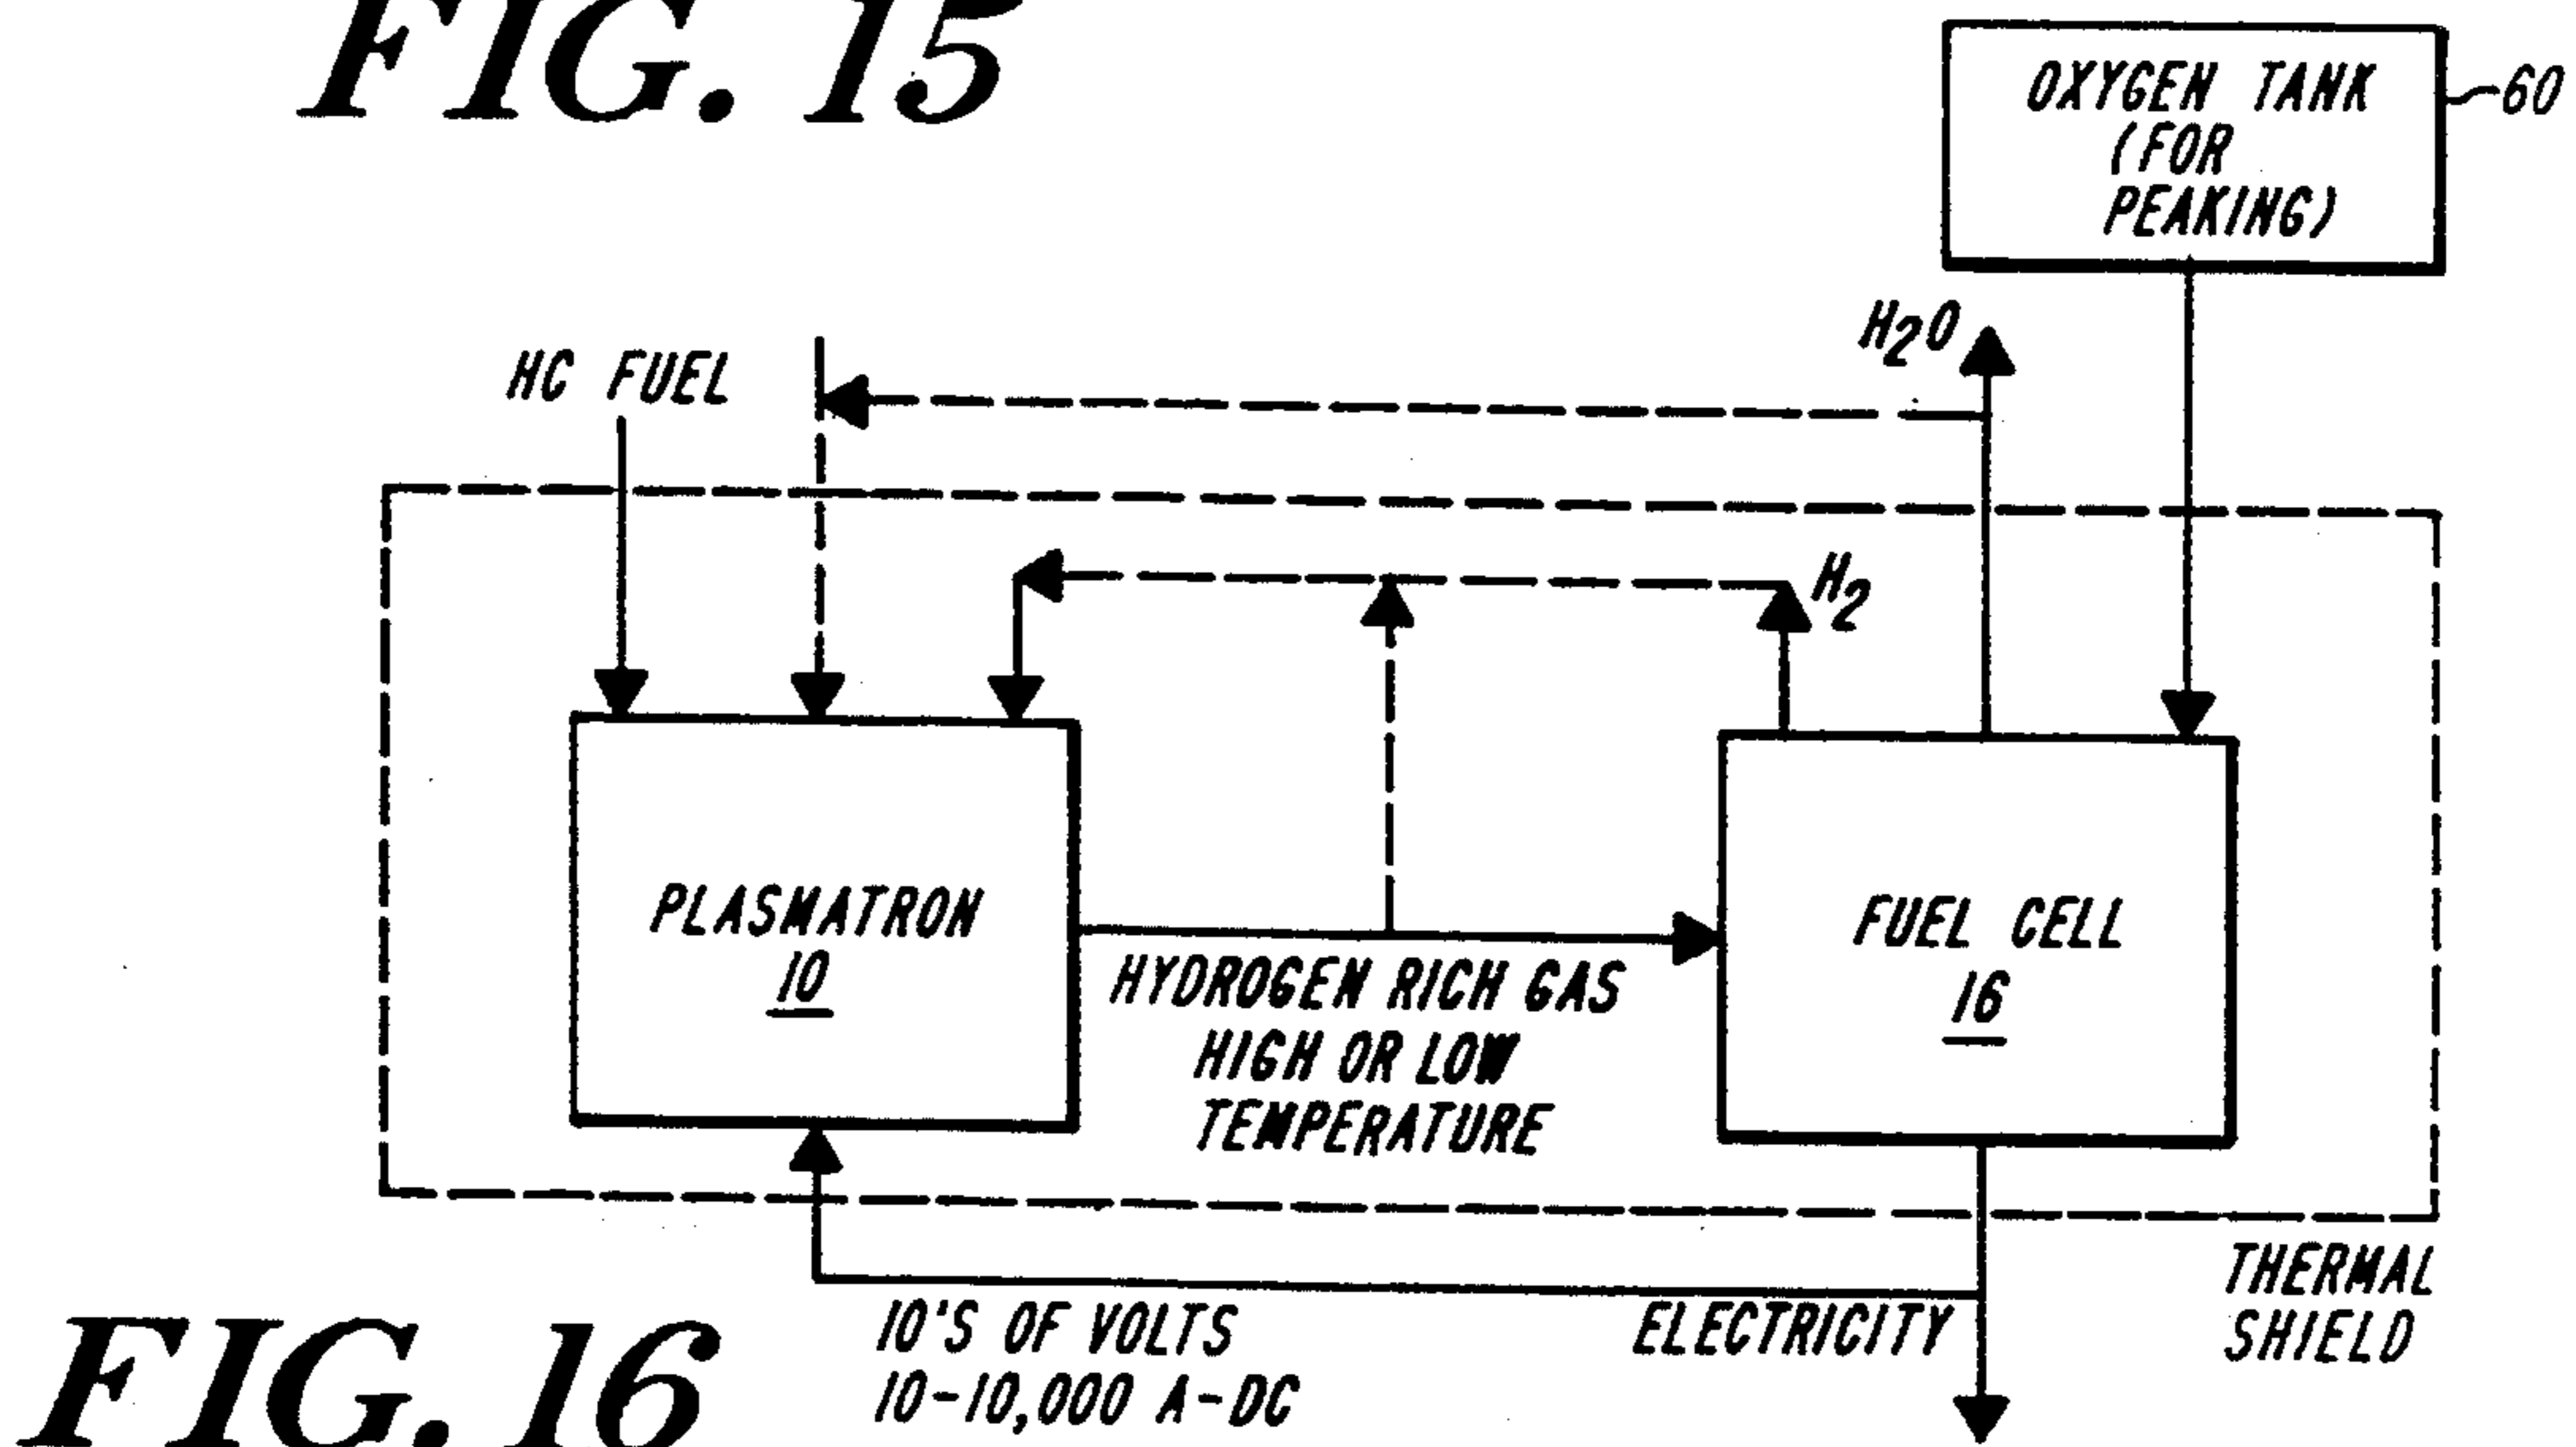 FIG. 15
OXYGEN TANK
(FOR
PEAKING)
60
H2O
HC FUEL
H2
PLASMATRON
10
HYDROGEN RICH GAS
HIGH OR LOW
TEMPERATURE
FUEL CELL
16
THERMAL
SHIELD
10'S OF VOLTS
10-10,000 A-DC
ELECTRICITY
FIG. 16